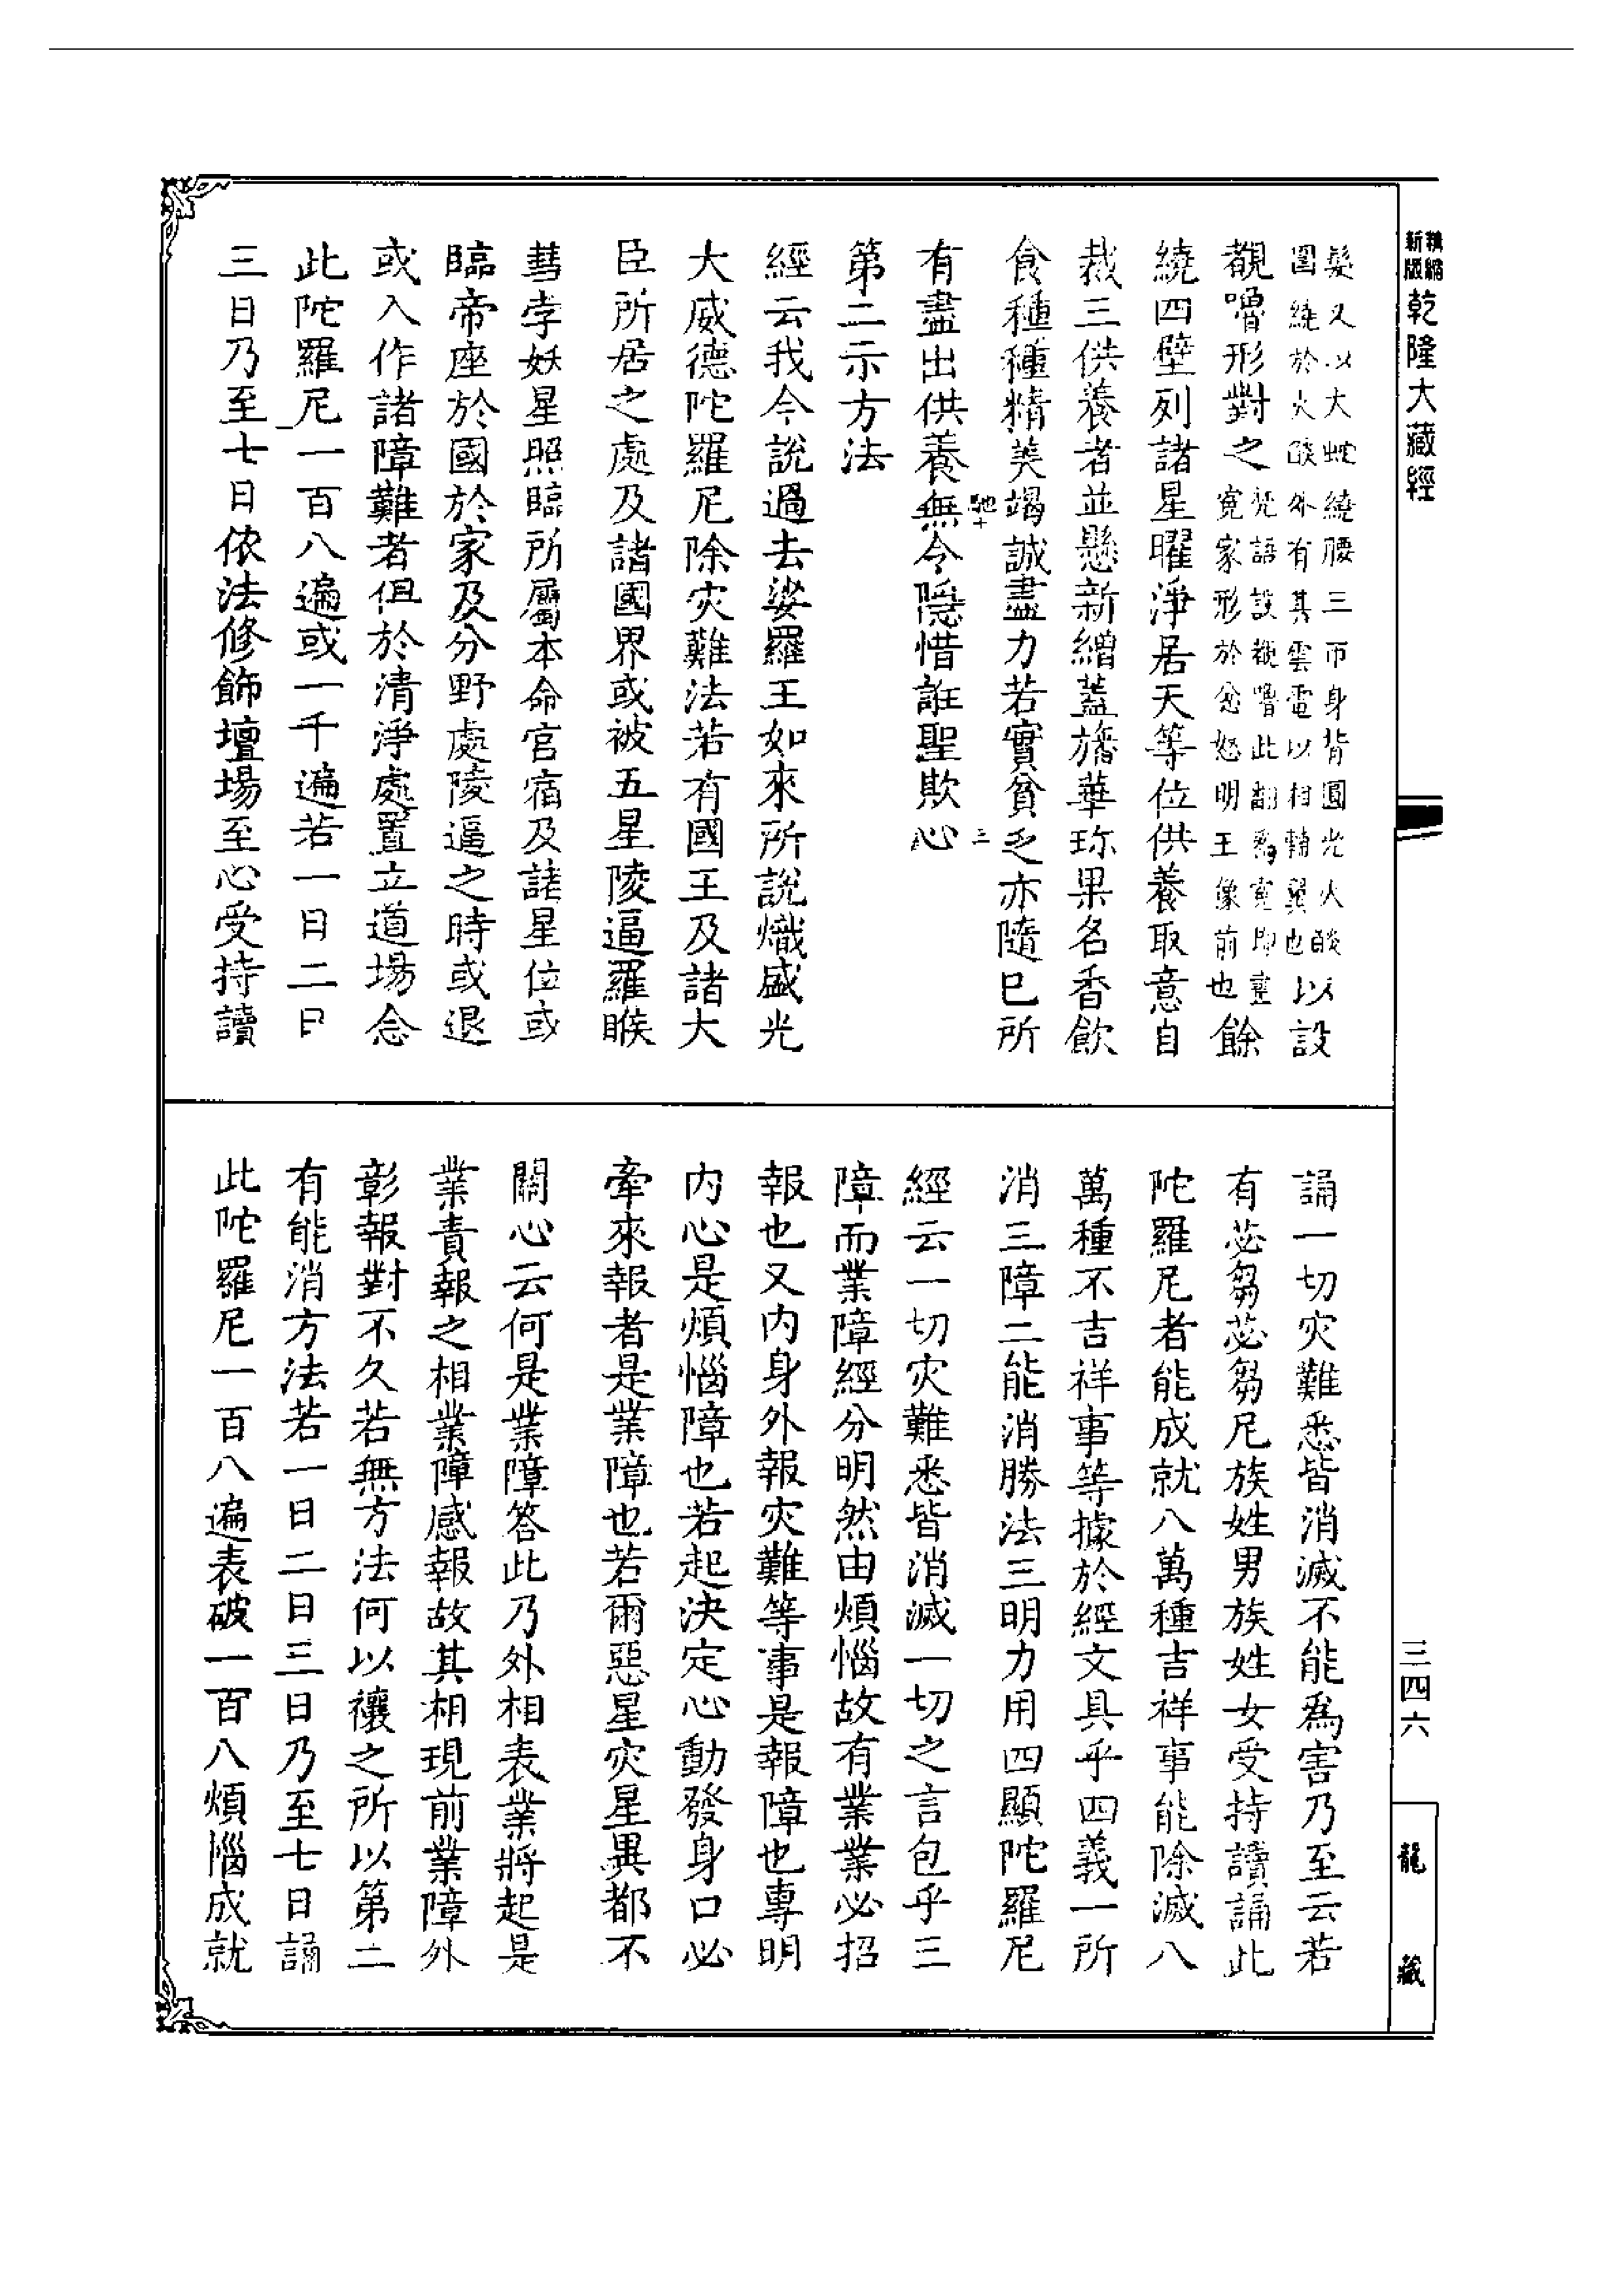 新版 精縮 乾隆大藏經
三四六
龍藏
髮又以大蛇繞腰三帀身背圓光火燄
圍繞於火燄外有其雲電以相輔翼也以設
覩嚕形對之梵語設覩嚕此翻為寃即塑
寃家形於忿怒明王像前也餘
繞四壁列諸星曜淨居天等位供養取意自
裁三供養者並懸新繒蓋旛華珍果名香飲
食種種精美竭誠盡力若實貧乏亦隨已所
馳十 三
有盡出供養無令隱惜誑聖欺心
第二示方法
經云我今說過去娑羅王如來所說熾盛光
大威德陀羅尼除灾難法若有國王及諸大
臣所居之處及諸國界或被五星陵逼羅睺
彗孛妖星照臨所屬本命宮宿及諸星位或
臨帝座於國於家及分野處陵逼之時或退
或入作諸障難者但於清淨處置立道場念
此陀羅尼一百八遍或一千遍若一日二日
三日乃至七日依法修飾壇場至心受持讀
誦一切灾難悉皆消滅不能爲害乃至云若
有苾芻苾芻尼族姓男族姓女受持讀誦此
陀羅尼者能成就八萬種吉祥事能除滅八
萬種不吉祥事等據於經文具乎四義一所
消三障二能消勝法三明力用四顯陀羅尼
經云一切灾難悉皆消滅一切之言包乎三
障而業障經分明然由煩惱故有業業必招
報也又內身外報灾難等事是報障也專明
內心是煩惱障也若起決定心動發身口必
牽來報者是業障也若爾惡星灾星異都不
關心云何是業障答此乃外相表業將起是
業責報之相業障感報故其相現前業障外
彰報對不久若無方法何以禳之所以第二
有能消方法若一日二日三日乃至七日誦
此陀羅尼一百八遍表破一百八煩惱成就